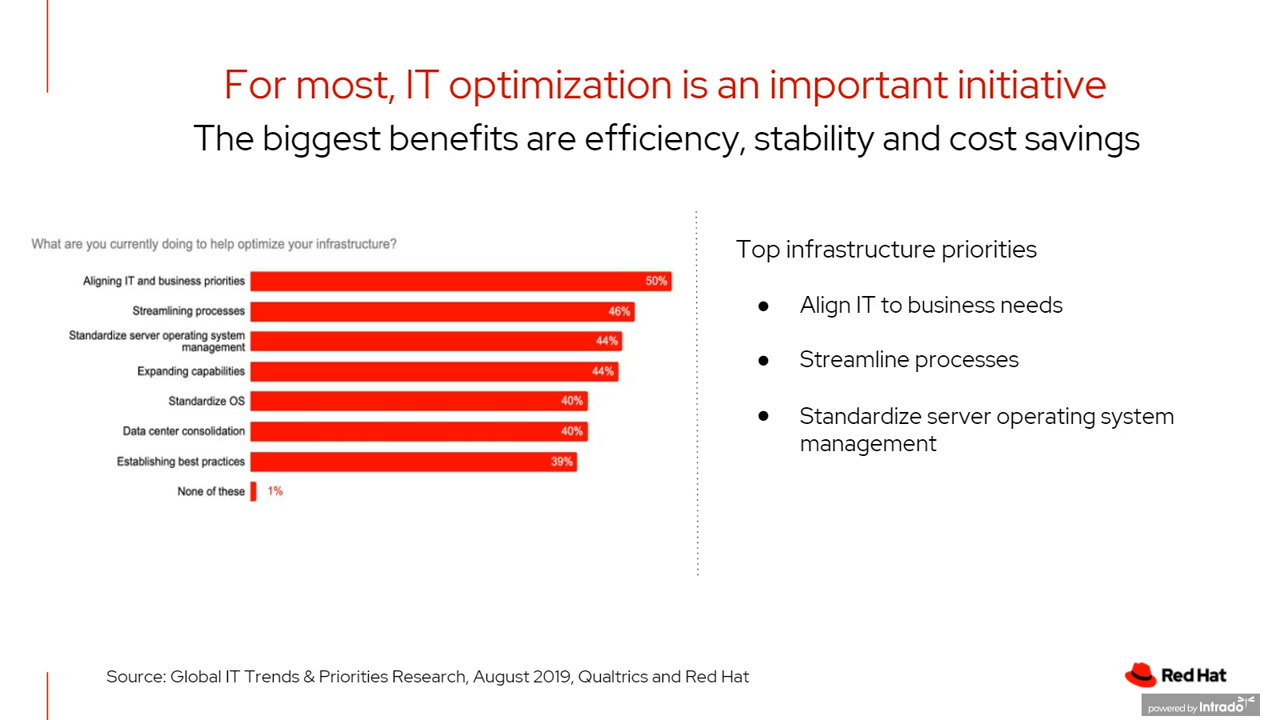 For most, IT optimization is an important initiative
The biggest benefits are efficiency, stability and cost savings
What are you currently doing to help optimize your infrastructure?
Aligning IT and business priorities 50%
Streamlining processes 46%
Standardize server operating system
management 44%
Expanding capabilities 44%
Standardize OS 40%
Data center consolidation 40%
Establishing best practices 39%
None of these 1%
Top infrastructure priorities
● Align IT to business needs
● Streamline processes
● Standardize server operating system
management
Source: Global IT Trends & Priorities Research, August 2019, Qualtrics and Red Hat
Red Hat
powered by Intrado